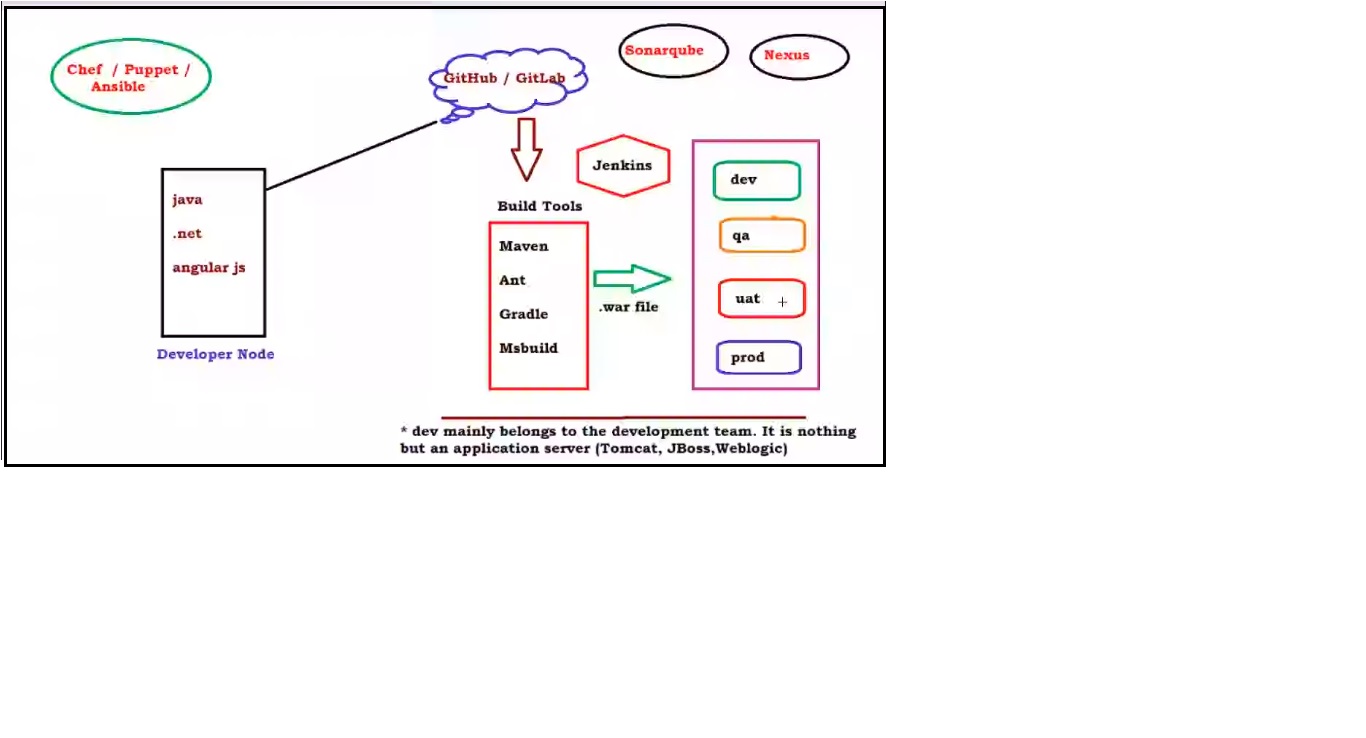 Chef / Puppet /
Ansible
GitHub / GitLab
Sonarqube
Nexus
java
.net
angular js
Developer Node
Jenkins
Build Tools
Maven
Ant
Gradle
Msbuild
.war file
dev
qa
uat
prod
* dev mainly belongs to the development team. It is nothing
but an application server (Tomcat, JBoss,Weblogic)